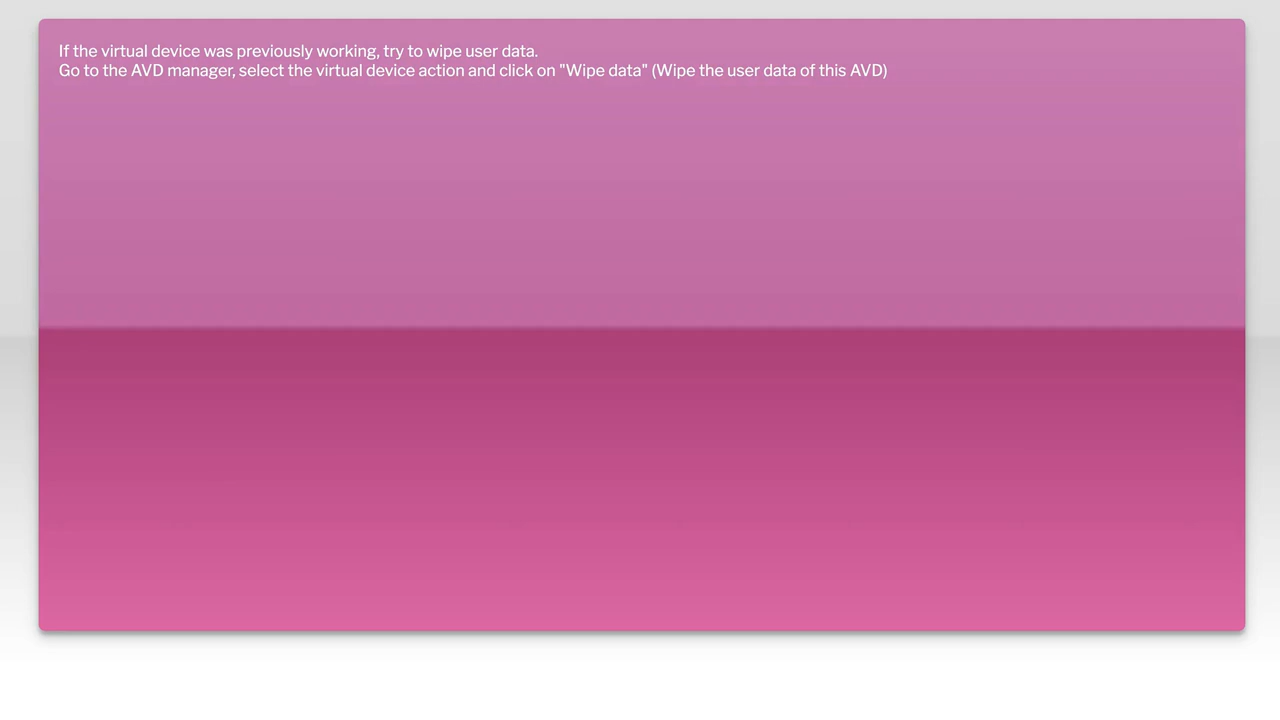 If the virtual device was previously working, try to wipe user data.
Go to the AVD manager, select the virtual device action and click on "Wipe data" (Wipe the user data of this AVD)